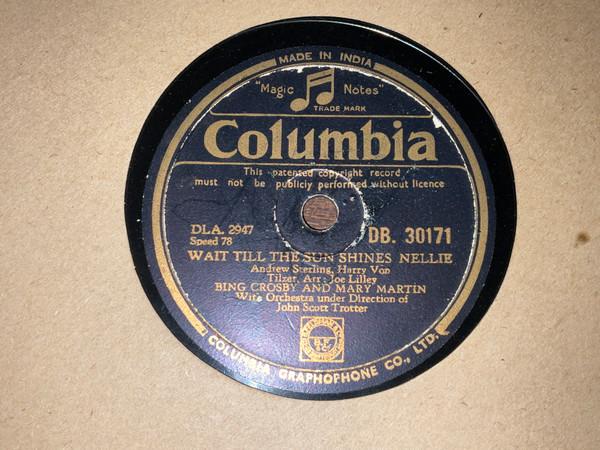 MADE IN INDIA
"Magic Notes"
TRADE MARK
Columbia
This patented copyright record
must not be publicly performed without licence
DLA. 2947
DB. 30171
Speed 78
WAIT TILL THE SUN SHINES NELLIE
Andrew Sterling, Harry Von
Tilzer, Arr: Joe Lilley
BING CROSBY AND MARY MARTIN
With Orchestra under Direction of
John Scott Trotter
COLUMBIA GRAPHOPHONE CO., LTD.